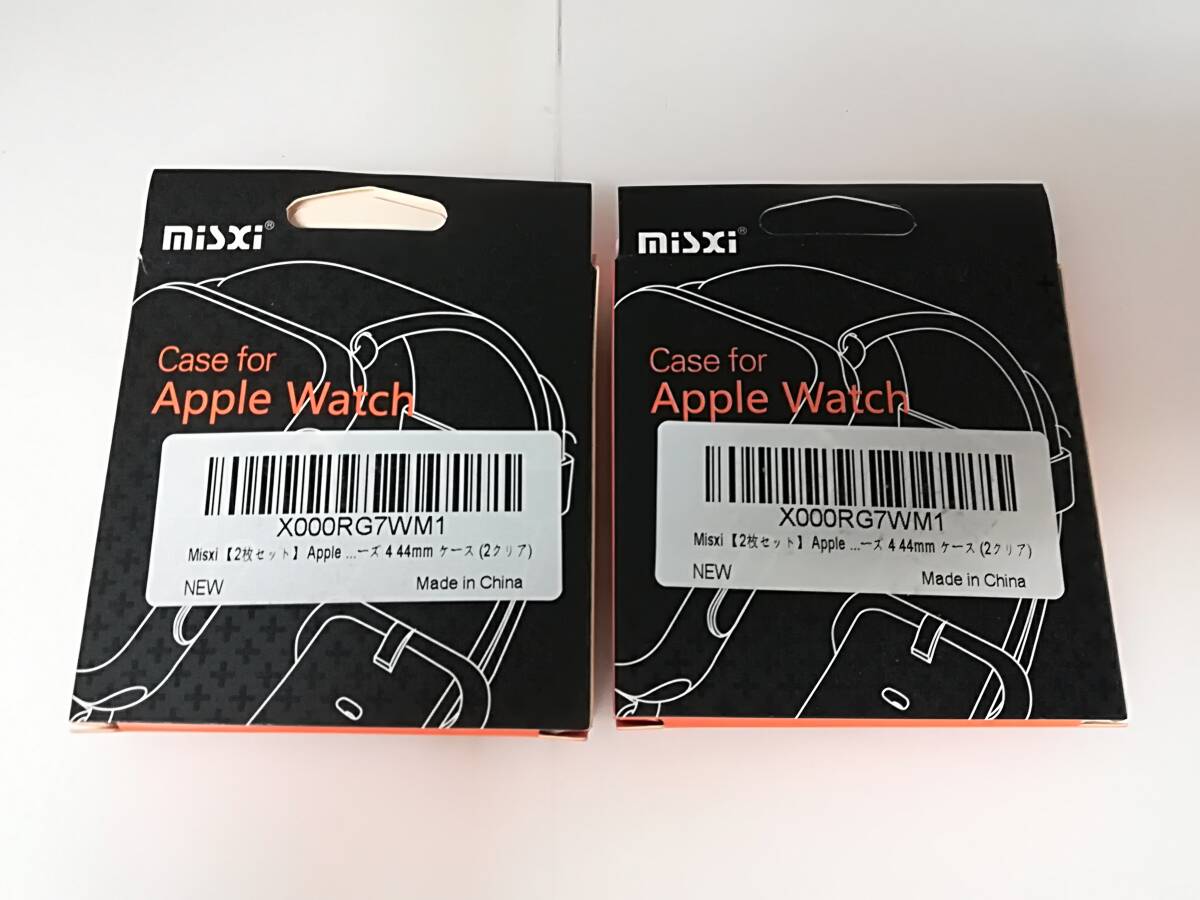 misxi®
Case for
Apple Watch
X000RG7WM1
Misxi 【2枚セット】 Apple ...ーズ 4 44mm ケース (2クリア)
NEW Made in China
misxi®
Case for
Apple Watch
X000RG7WM1
Misxi 【2枚セット】 Apple ...ーズ 4 44mm ケース (2クリア)
NEW Made in China